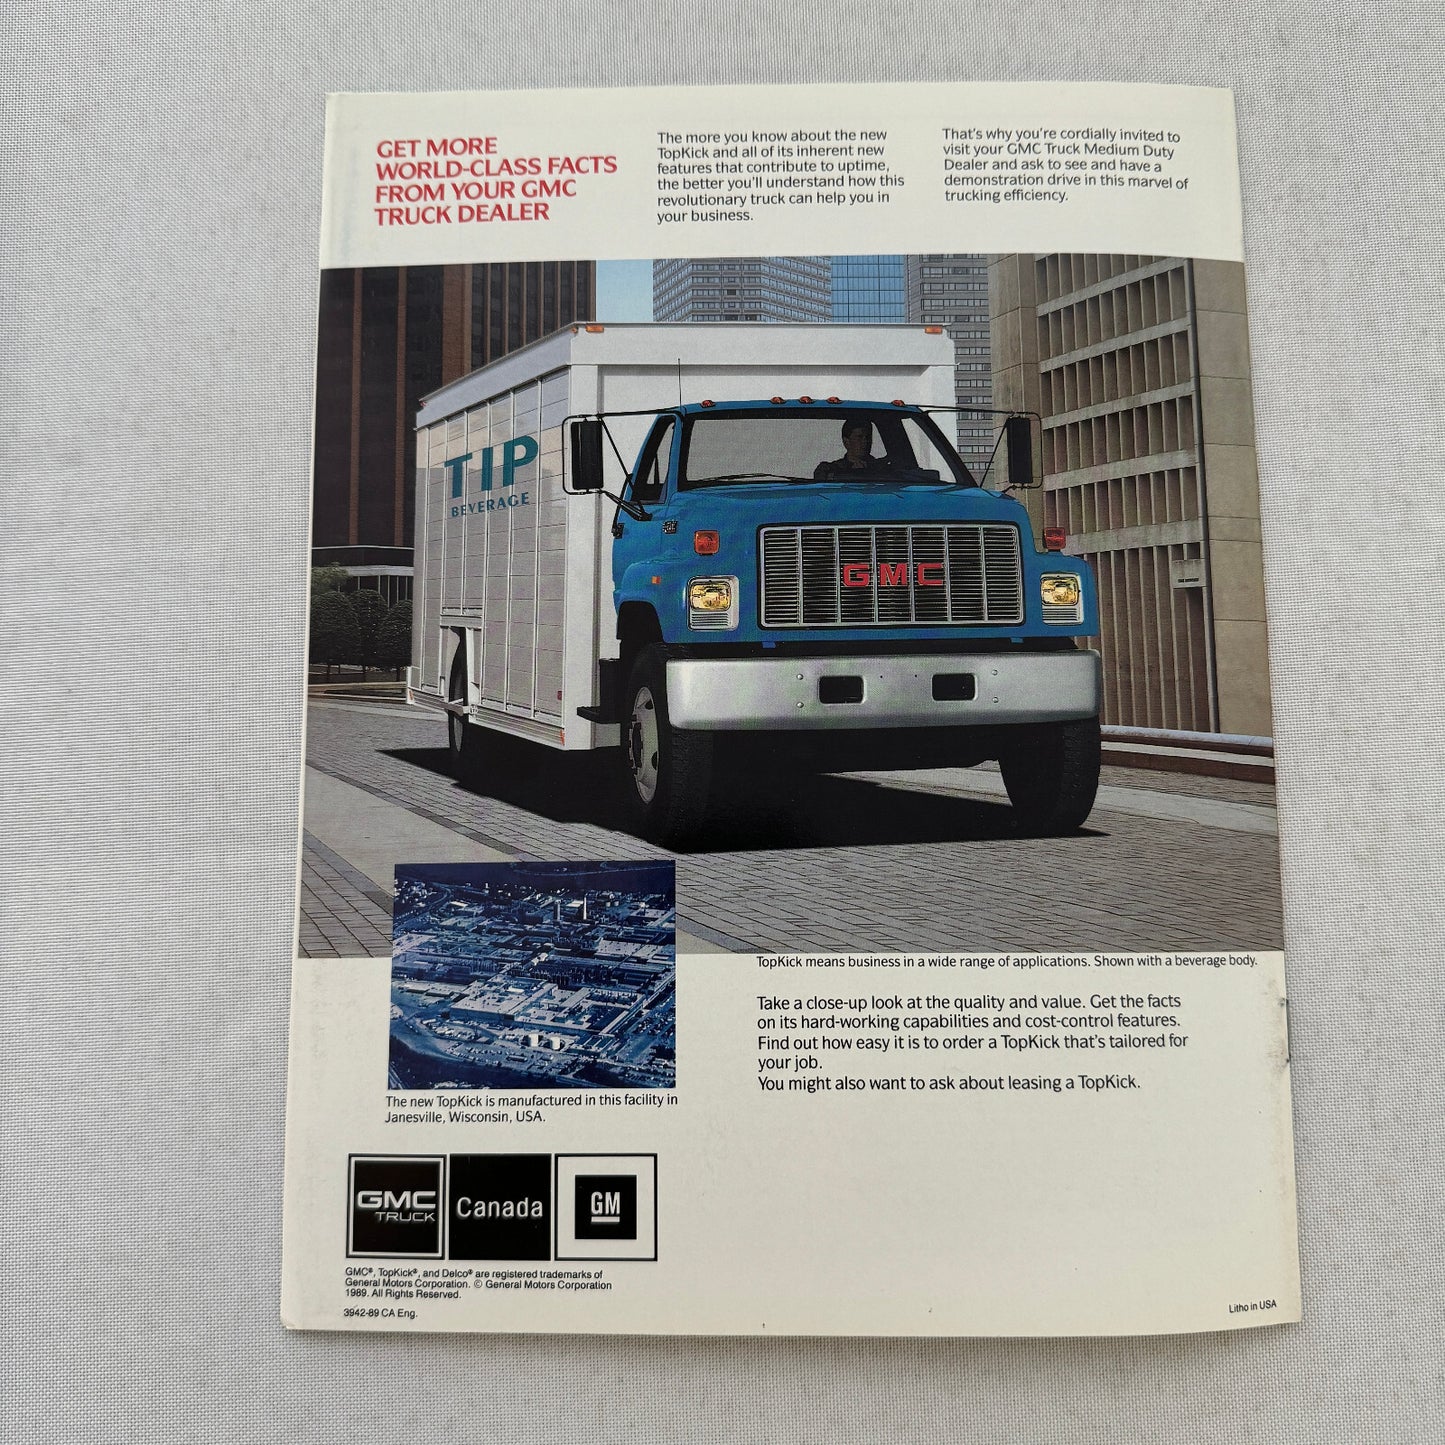 GET MORE
WORLD-CLASS FACTS
FROM YOUR GMC
TRUCK DEALER
The more you know about the new
TopKick and all of its inherent new
features that contribute to uptime,
the better you'll understand how this
revolutionary truck can help you in
your business.
That's why you're cordially invited to
visit your GMC Truck Medium Duty
Dealer and ask to see and have a
demonstration drive in this marvel of
trucking efficiency.
TIP
BEVERAGE
GMC
TopKick means business in a wide range of applications. Shown with a beverage body.
Take a close-up look at the quality and value. Get the facts
on its hard-working capabilities and cost-control features.
Find out how easy it is to order a TopKick that's tailored for
your job.
You might also want to ask about leasing a TopKick.
The new TopKick is manufactured in this facility in
Janesville, Wisconsin, USA.
GMC
TRUCK
Canada
GM
GMC®, TopKick®, and Delco® are registered trademarks of
General Motors Corporation. © General Motors Corporation
1989. All Rights Reserved.
3942-89 CA Eng.
Litho in USA